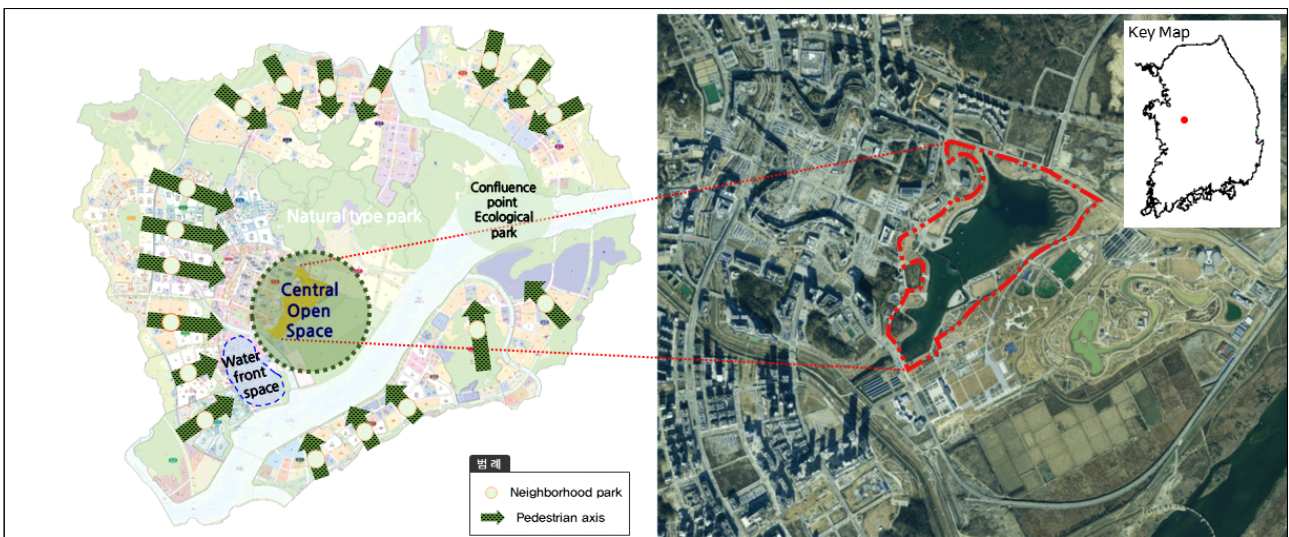 Natural type park
Confluence
point
Ecological
park
Central
Open
Space
Water
front
space
범 례
Neighborhood park
Pedestrian axis
Key Map